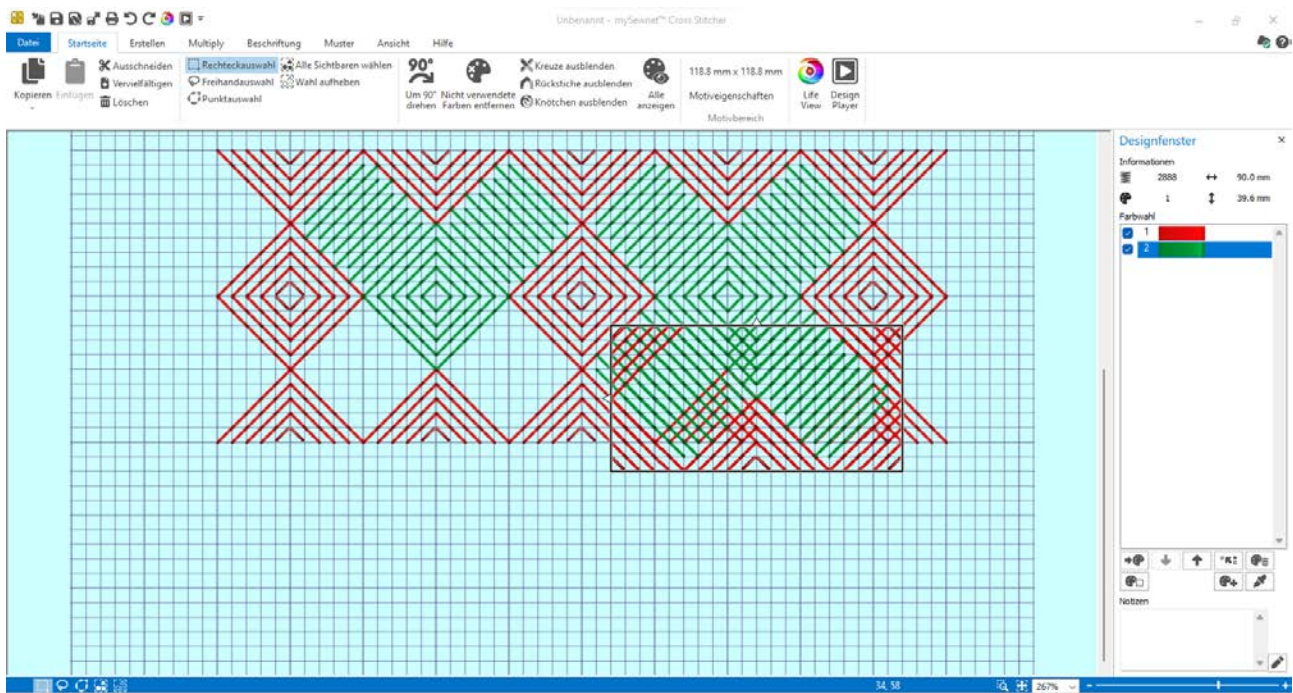 Unbenannt - mySewnet™ Cross Stitcher
Datei Startseite Erstellen Multiply Beschriftung Muster Ansicht Hilfe
Kopieren
Einfügen
Ausschneiden
Vervielfältigen
Löschen
Rechteckauswahl
Freihandauswahl
Punktauswahl
Alle Sichtbaren wählen
Wahl aufheben
90°
Um 90° drehen
Nicht verwendete Farben entfernen
Kreuze ausblenden
Rückstiche ausblenden
Knötchen ausblenden
Alle anzeigen
118.8 mm x 118.8 mm
Motiveigenschaften
Motivbereich
Life View
Design Player
Designfenster
Informationen
2888 90.0 mm
1 39.6 mm
Farbwahl
1
2
Notizen
34, 58
267%